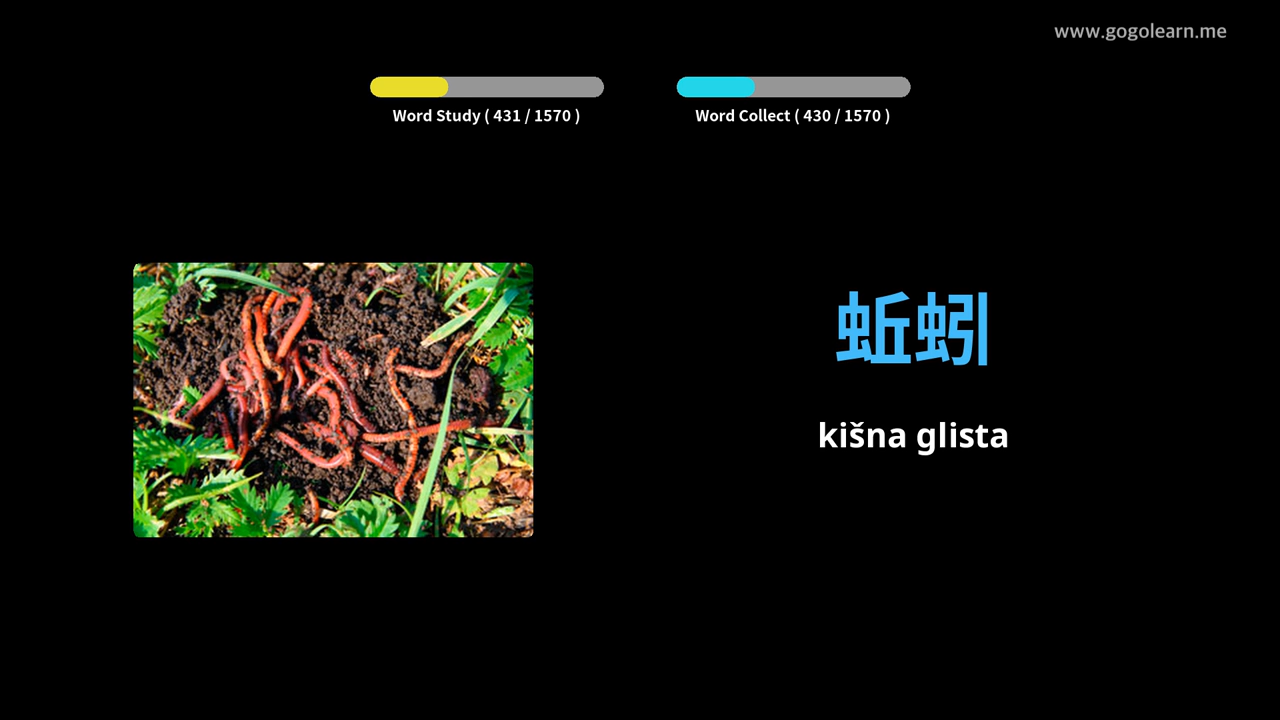 www.gogolearn.me
Word Study ( 431 / 1570 )
Word Collect ( 430 / 1570 )
蚯蚓
kišna glista